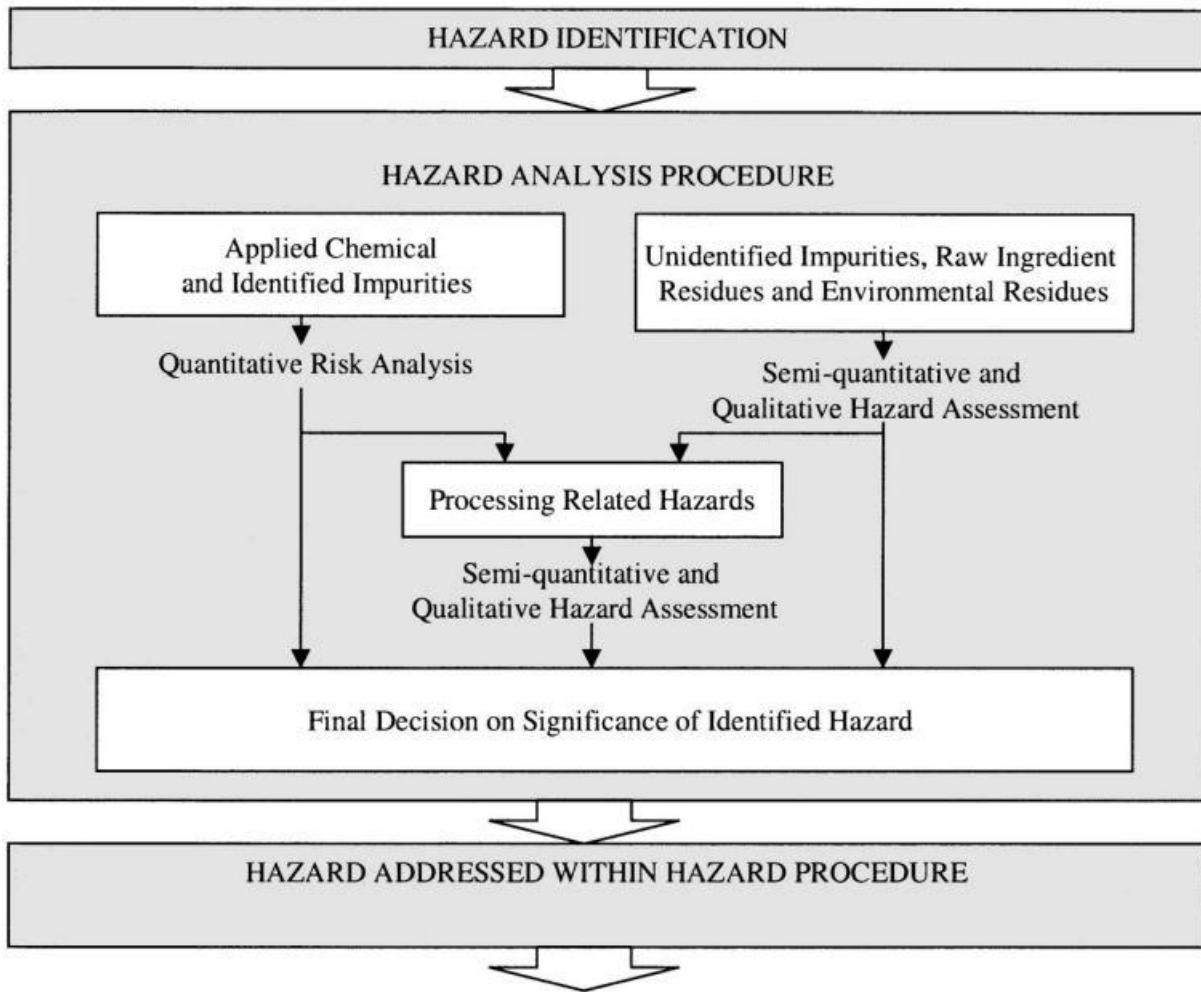 HAZARD IDENTIFICATION
HAZARD ANALYSIS PROCEDURE
Applied Chemical
and Identified Impurities
Unidentified Impurities, Raw Ingredient
Residues and Environmental Residues
Quantitative Risk Analysis
Semi-quantitative and
Qualitative Hazard Assessment
Processing Related Hazards
Semi-quantitative and
Qualitative Hazard Assessment
Final Decision on Significance of Identified Hazard
HAZARD ADDRESSED WITHIN HAZARD PROCEDURE